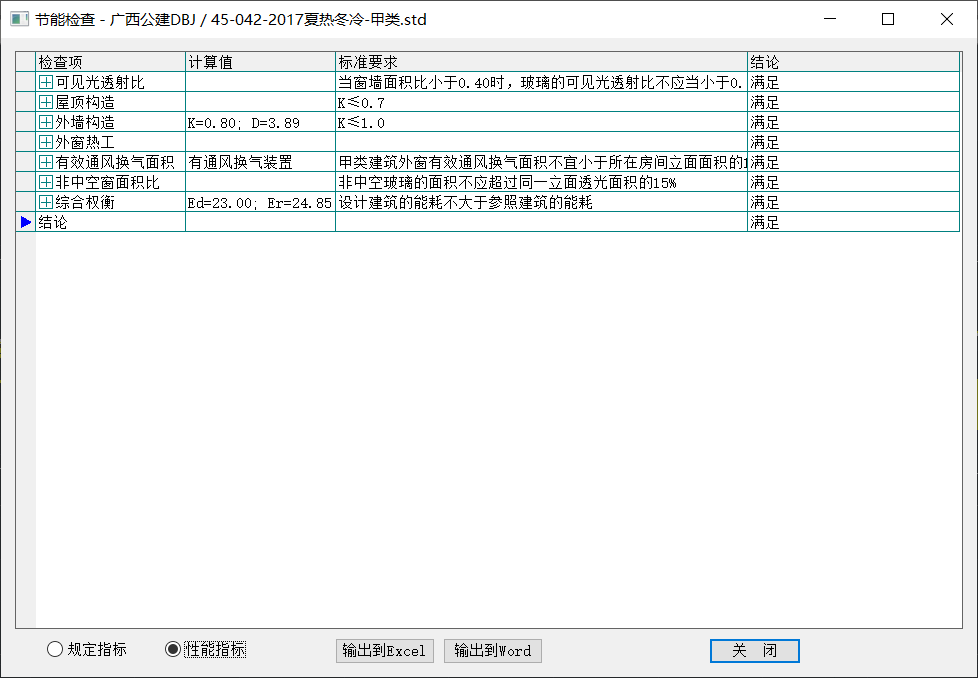 节能检查 - 广西公建DBJ / 45-042-2017夏热冬冷-甲类.std
检查项 计算值 标准要求 结论
可见光透射比 当窗墙面积比小于0.40时，玻璃的可见光透射比不应当小于0. 满足
屋顶构造 K≤0.7 满足
外墙构造 K=0.80; D=3.89 K≤1.0 满足
外窗热工 满足
有效通风换气面积 有通风换气装置 甲类建筑外窗有效通风换气面积不宜小于所在房间立面面积的1 满足
非中空窗面积比 非中空玻璃的面积不应超过同一立面透光面积的15% 满足
综合权衡 Ed=23.00; Er=24.85 设计建筑的能耗不大于参照建筑的能耗 满足
结论 满足
规定指标 性能指标 输出到Excel 输出到Word 关 闭